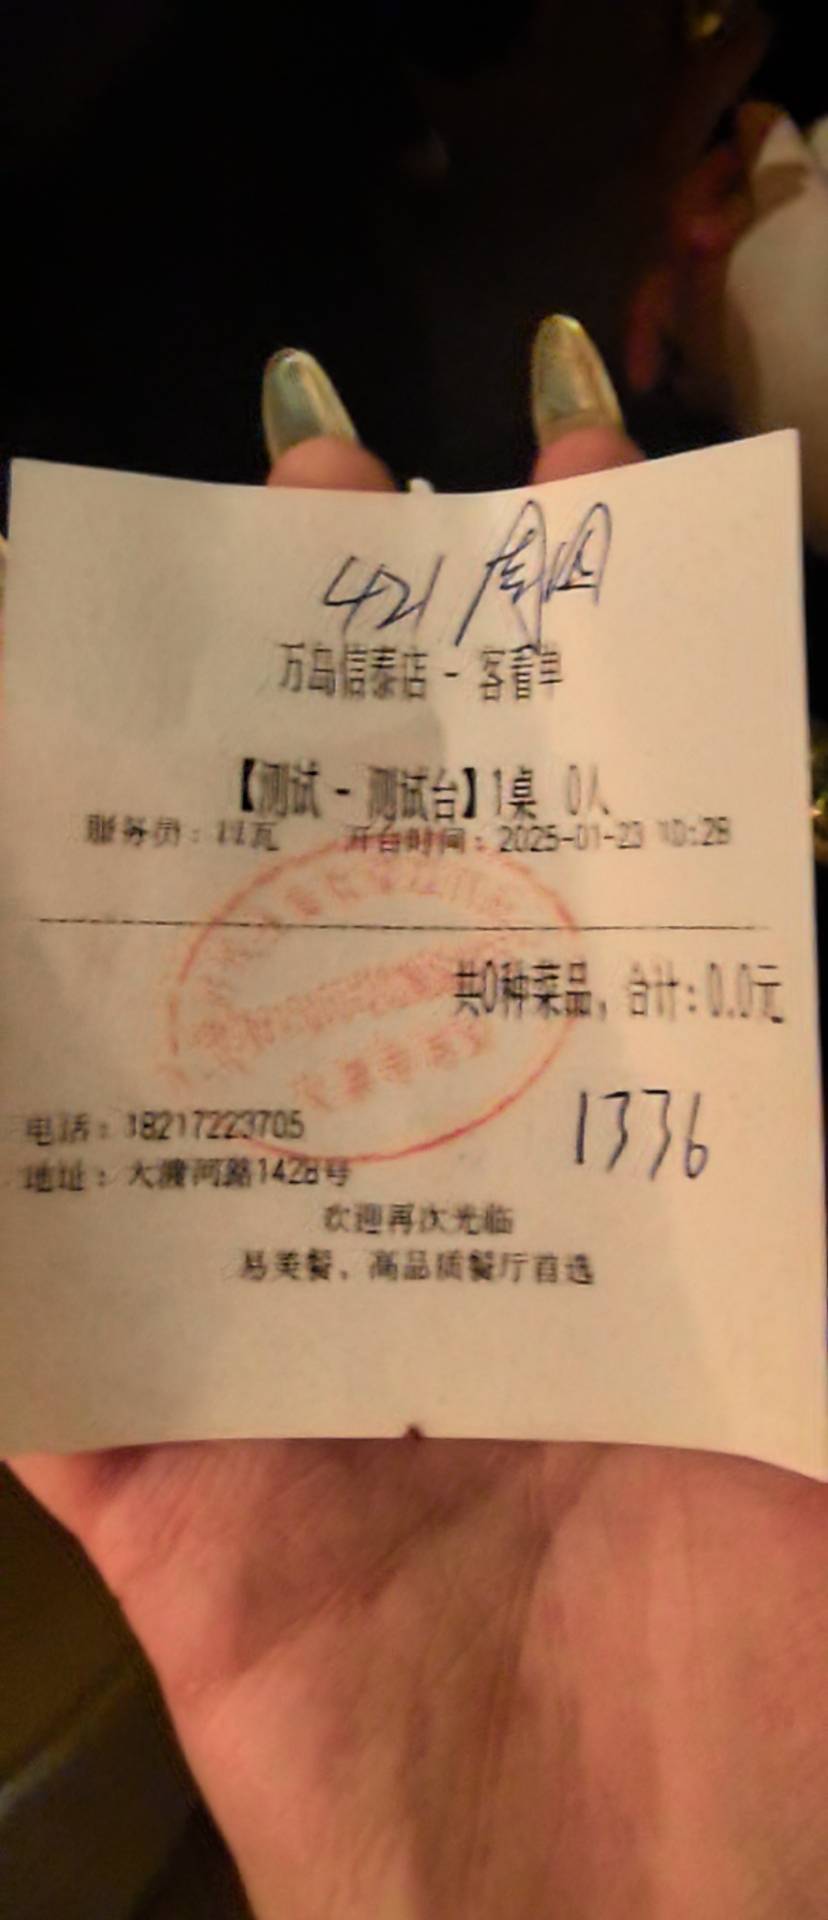 421 周四
万岛信泰店 - 客看单
【测试 - 测试台】1桌 0人
服务员： 开台时间：2025-01-23 10:28
共0种菜品，合计:0.0元
电话：18217223705
1336
地址：大渡河路1428号
欢迎再次光临
易美餐，高品质餐厅首选